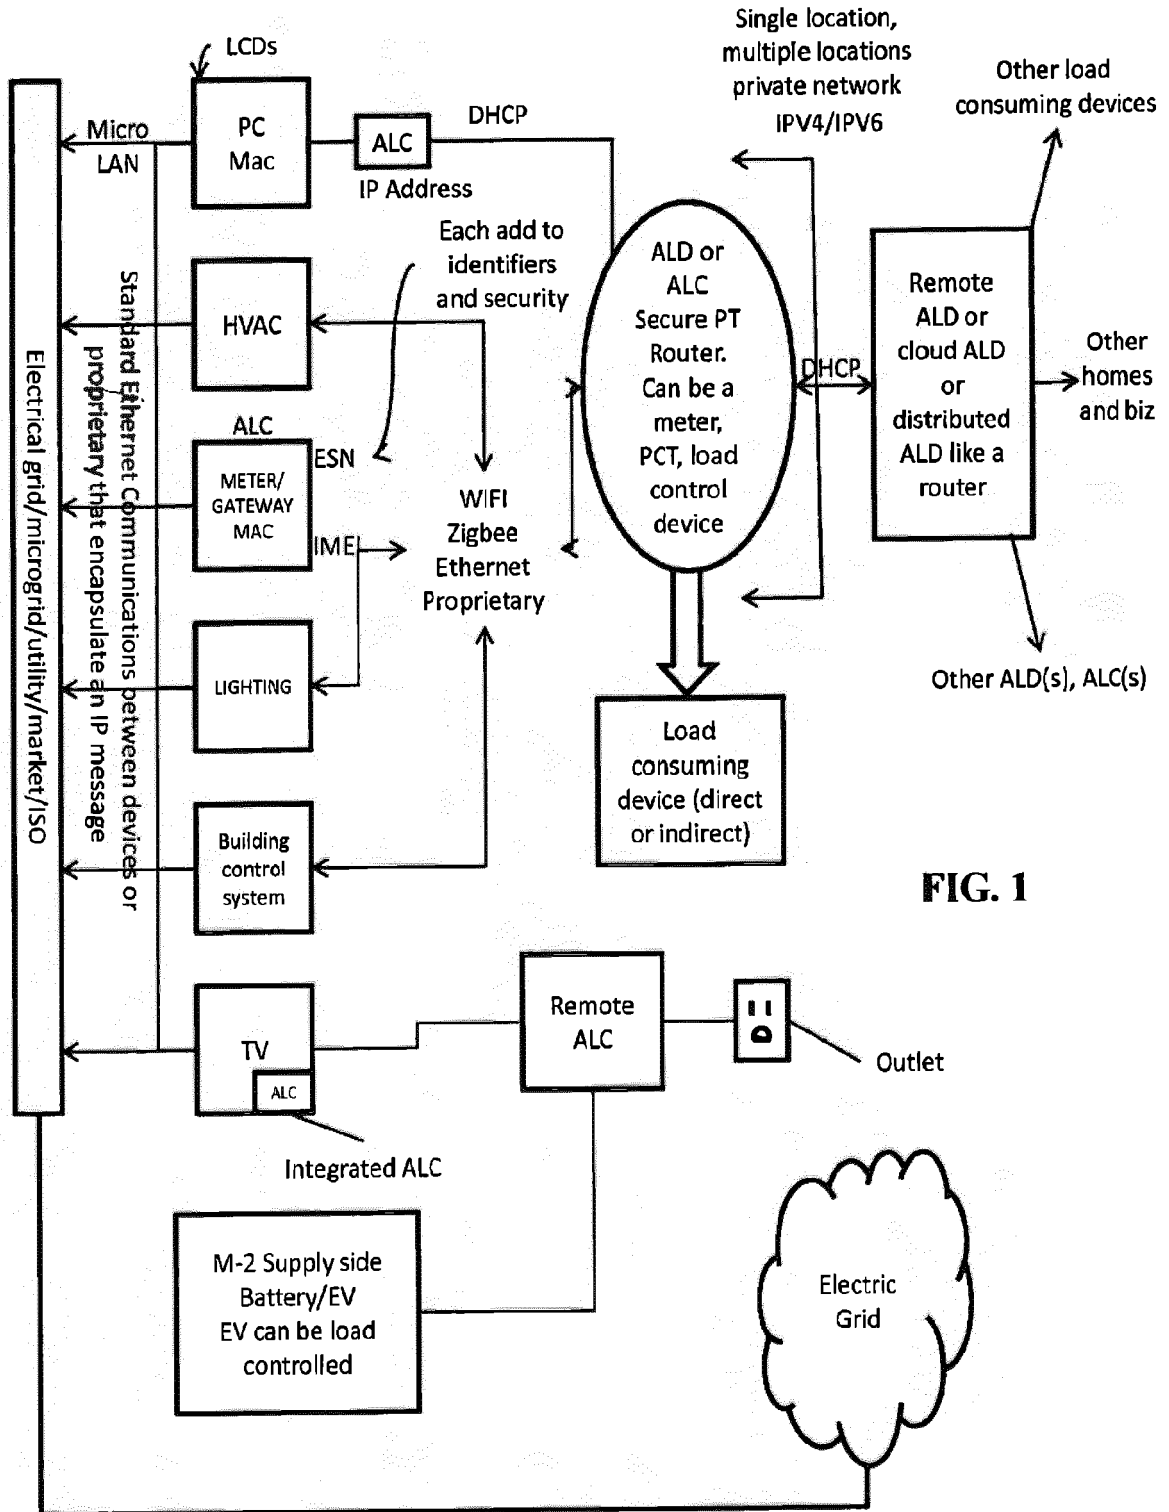 LCDs
Micro
LAN
PC
Mac
ALC
IP Address
DHCP
Single location,
multiple locations
private network
IPV4/IPV6
Other load
consuming devices
Each add to
identifiers
and security
HVAC
ALC
METER/
GATEWAY
MAC
ESN
IMEI
LIGHTING
Building
control
system
TV
ALC
Integrated ALC
Electrical grid/microgrid/utility/market/ISO
Standard Ethernet Communications between devices or
proprietary that encapsulate an IP message
WIFI
Zigbee
Ethernet
Proprietary
ALD or
ALC
Secure PT
Router.
Can be a
meter,
PCT, load
control
device
DHCP
Remote
ALD or
cloud ALD
or
distributed
ALD like a
router
Other
homes
and biz
Other ALD(s), ALC(s)
Load
consuming
device (direct
or indirect)
FIG. 1
Remote
ALC
Outlet
M-2 Supply side
Battery/EV
EV can be load
controlled
Electric
Grid